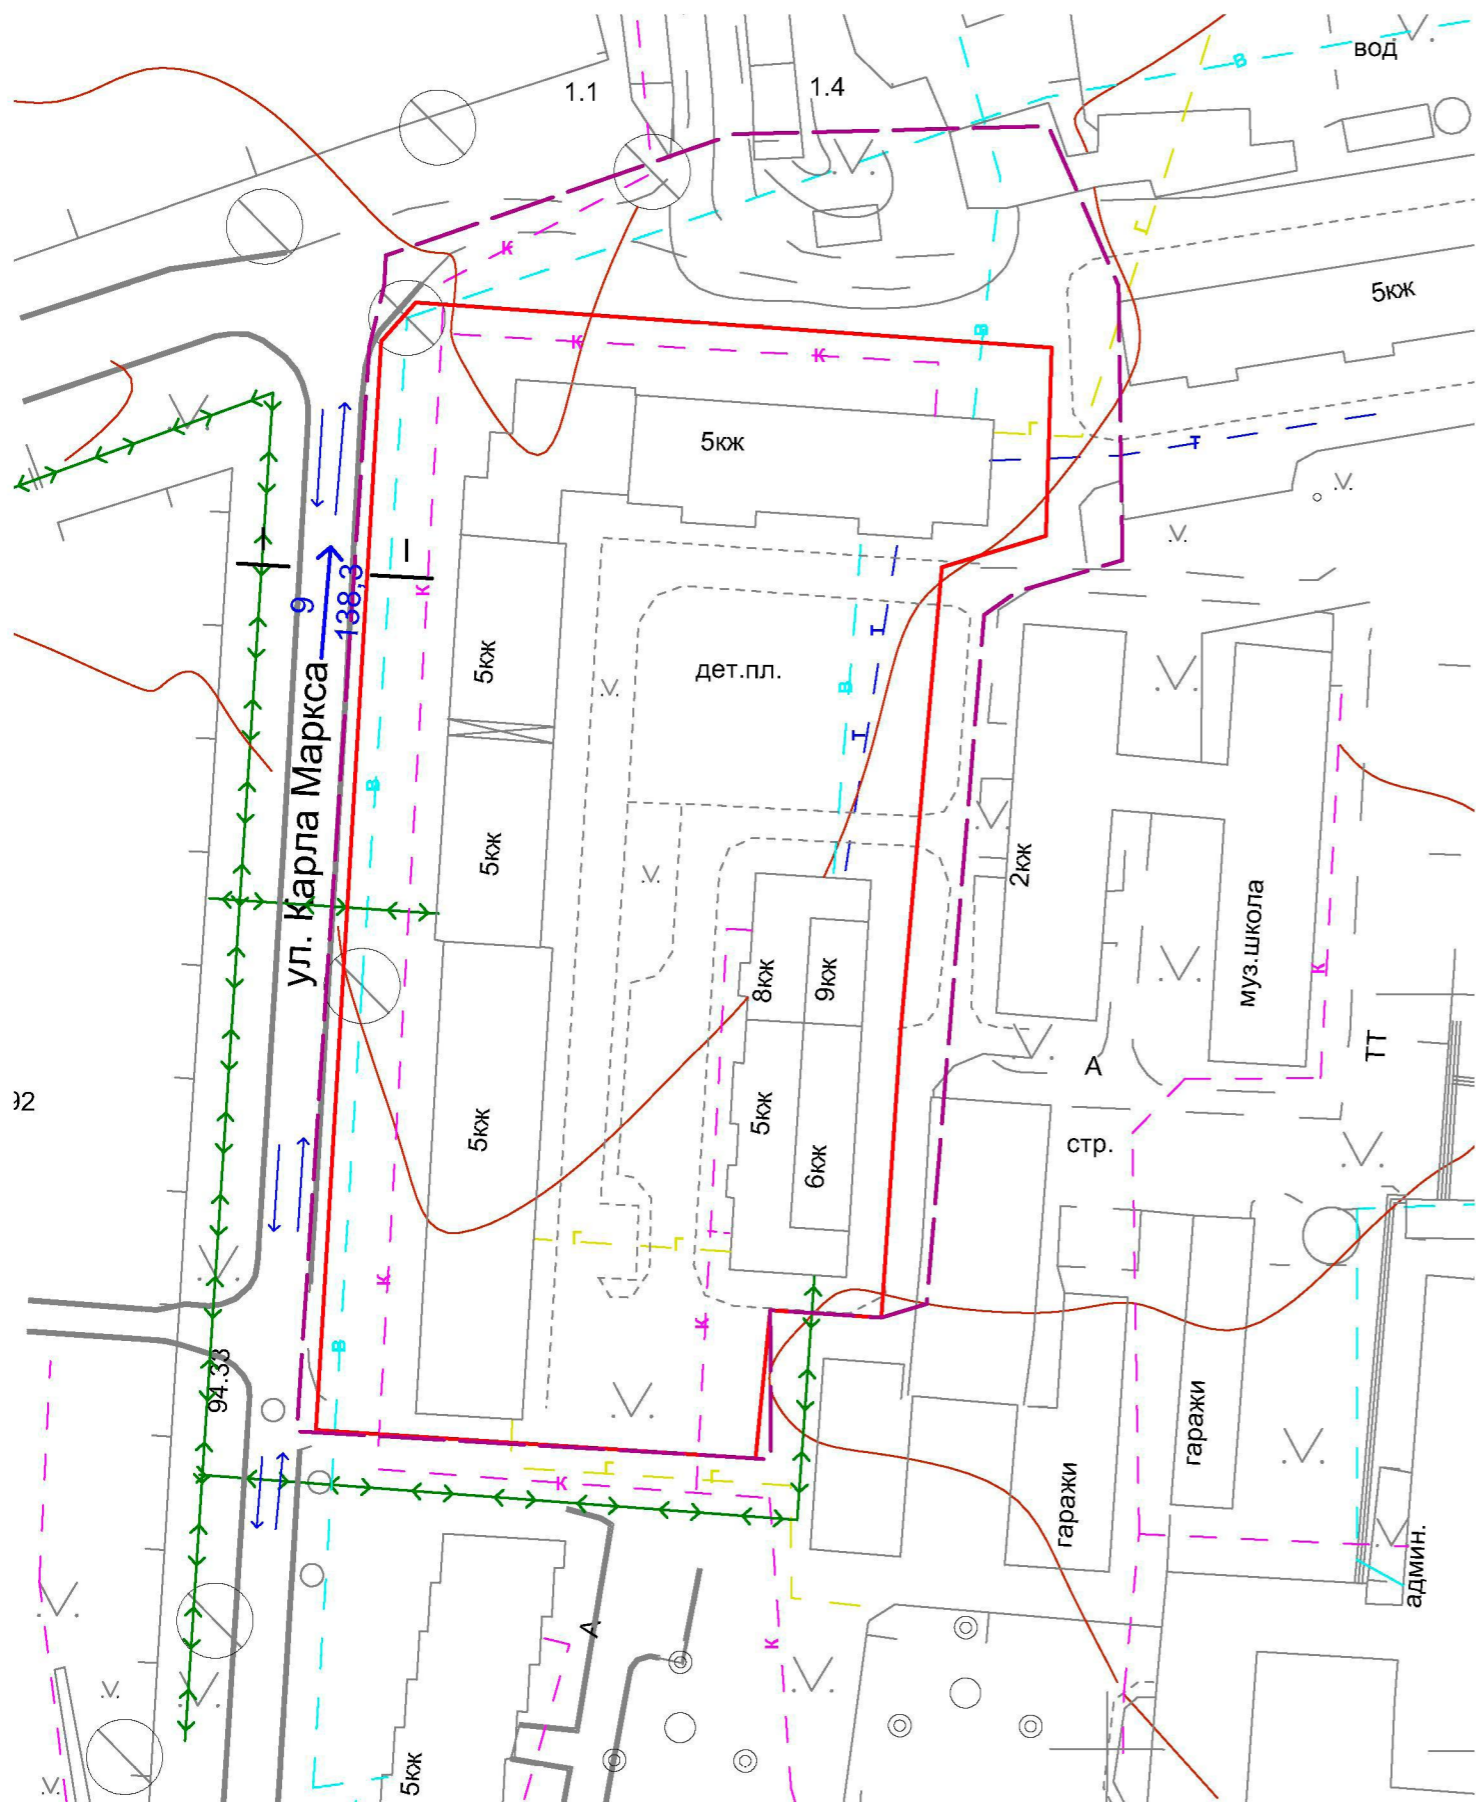 вод
1.1
1.4
в
к
г
5кж
в
к
к
г
5кж
Т
к
9
138,3
Т
в
дет.пл.
5кж
Т
ул. Карла Маркса
в
5кж
2кж
муз.школа
8кж
9кж
к
ТТ
А
92
5кж
5кж
6кж
стр.
г
г
к
к
в
94.33
гаражи
гаражи
г
г
к
админ.
А.
к
5кж